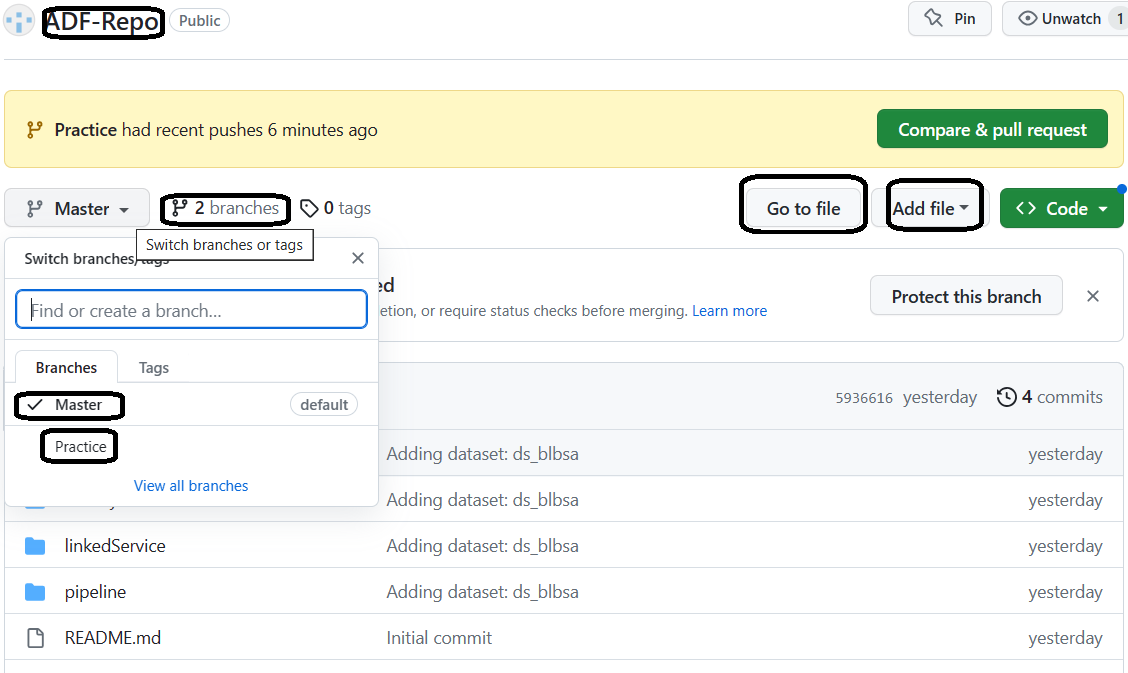 ADF-Repo Public Pin Unwatch 1
Practice had recent pushes 6 minutes ago Compare & pull request
Master 2 branches 0 tags Go to file Add file Code
Switch branches or tags
Switch branches/tags
Find or create a branch...
Branches Tags
Master default
Practice
View all branches
etion, or require status checks before merging. Learn more
Protect this branch
5936616 yesterday 4 commits
Adding dataset: ds_blbsa yesterday
Adding dataset: ds_blbsa yesterday
linkedService Adding dataset: ds_blbsa yesterday
pipeline Adding dataset: ds_blbsa yesterday
README.md Initial commit yesterday